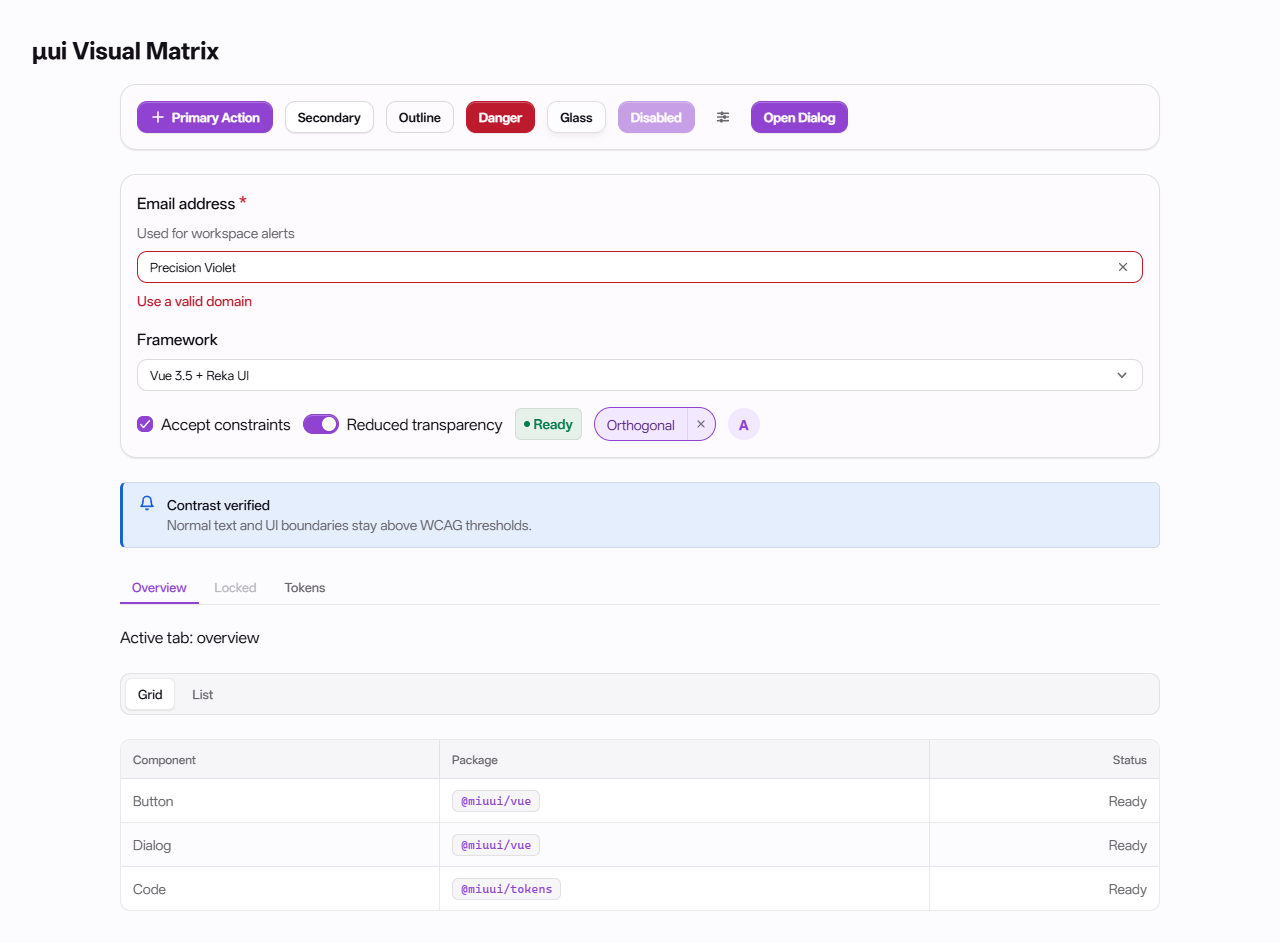 μui Visual Matrix
Primary Action Secondary Outline Danger Glass Disabled Open Dialog
Email address *
Used for workspace alerts
Precision Violet
Use a valid domain
Framework
Vue 3.5 + Reka UI
Accept constraints Reduced transparency Ready Orthogonal A
Contrast verified
Normal text and UI boundaries stay above WCAG thresholds.
Overview Locked Tokens
Active tab: overview
Grid List
Component Package Status
Button @miuui/vue Ready
Dialog @miuui/vue Ready
Code @miuui/tokens Ready